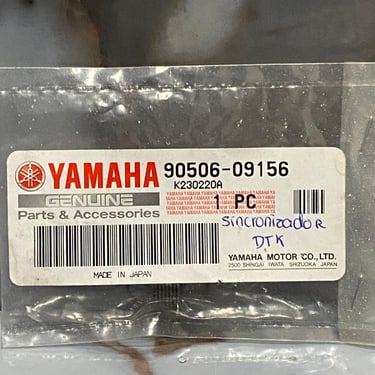 YAMAHA 90506-09156
K230220A
GENUINE
Parts & Accessories
1 PC
sincronizador
DTK
MADE IN JAPAN
YAMAHA MOTOR CO., LTD.
2500 SHINGAI, IWATA, SHIZUOKA, JAPAN